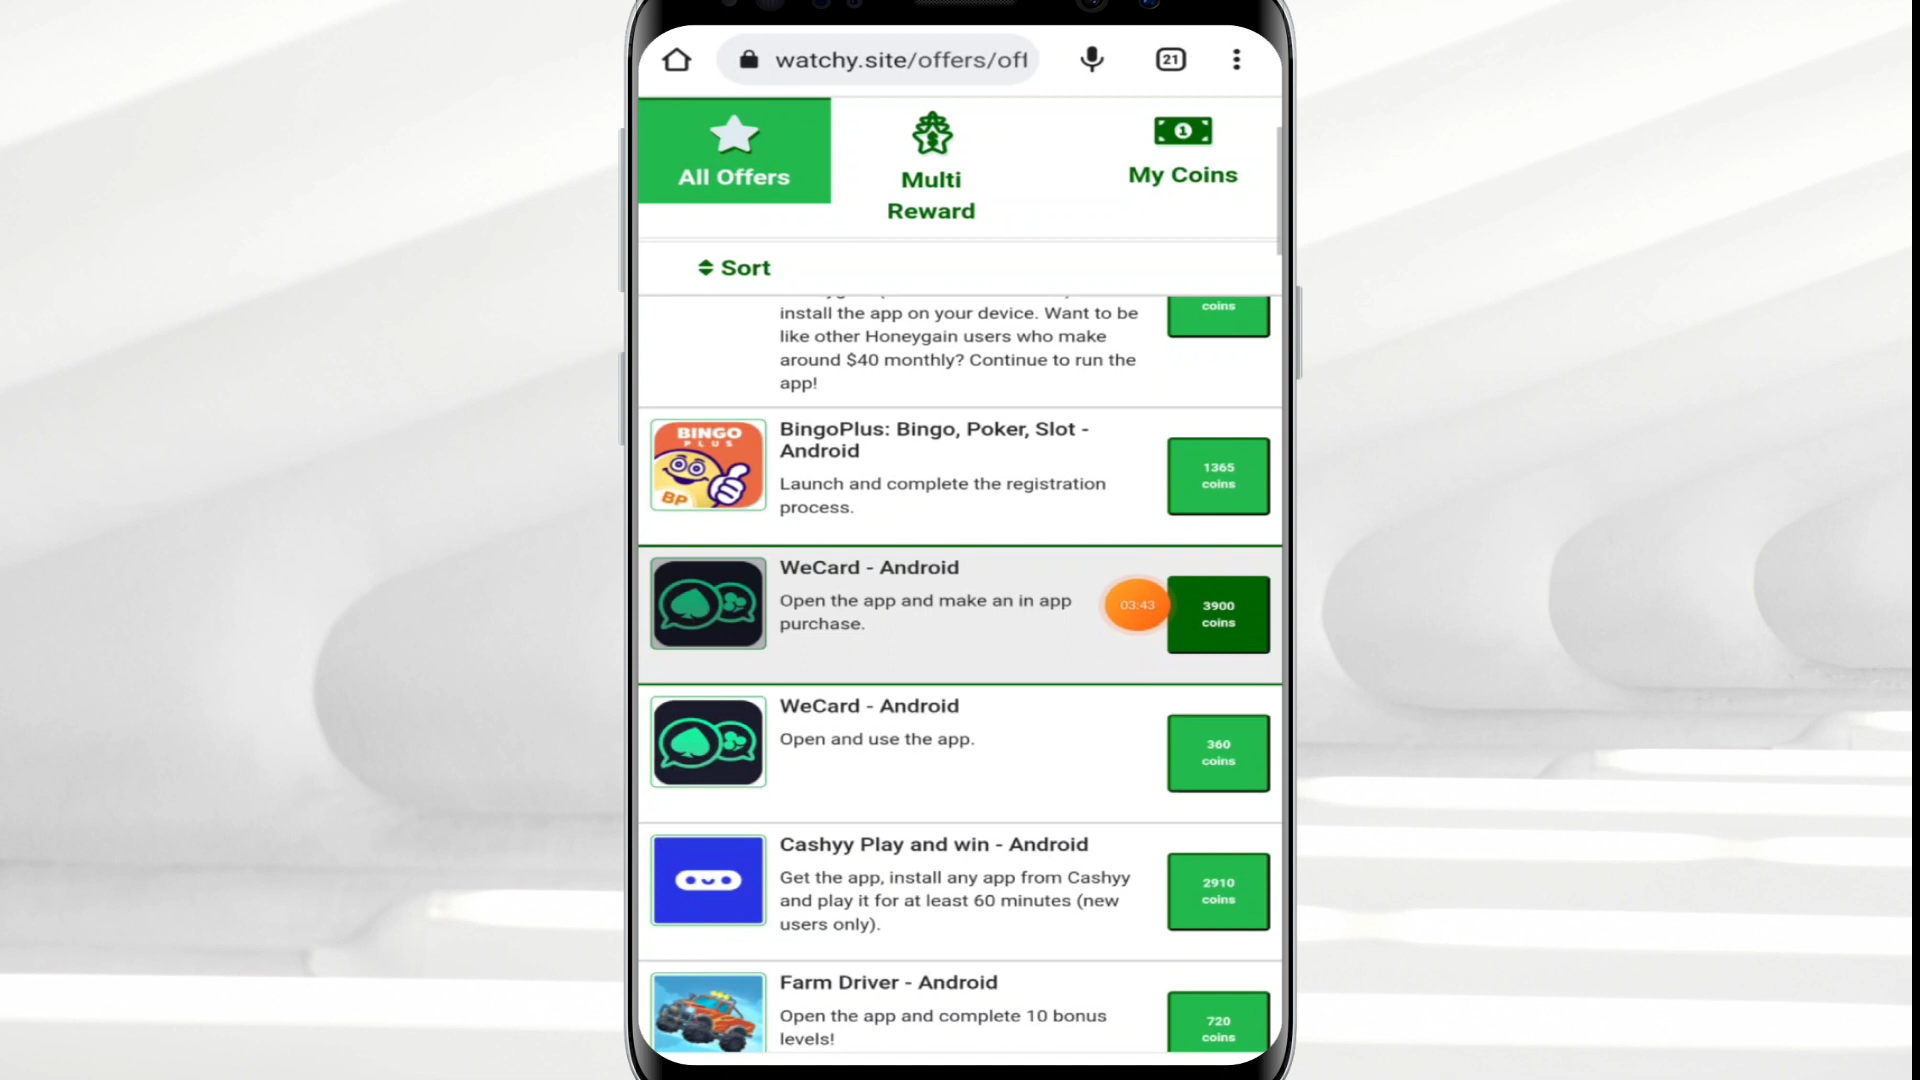 watchy.site/offers/off
21
All Offers
Multi
Reward
My Coins
Sort
install the app on your device. Want to be
like other Honeygain users who make
around $40 monthly? Continue to run the
app!
coins
BINGO
PLUS
BP
BingoPlus: Bingo, Poker, Slot -
Android
Launch and complete the registration
process.
1365
coins
WeCard - Android
Open the app and make an in app
purchase.
03:43
3900
coins
WeCard - Android
Open and use the app.
360
coins
Cashyy Play and win - Android
Get the app, install any app from Cashyy
and play it for at least 60 minutes (new
users only).
2910
coins
Farm Driver - Android
Open the app and complete 10 bonus
levels!
720
coins